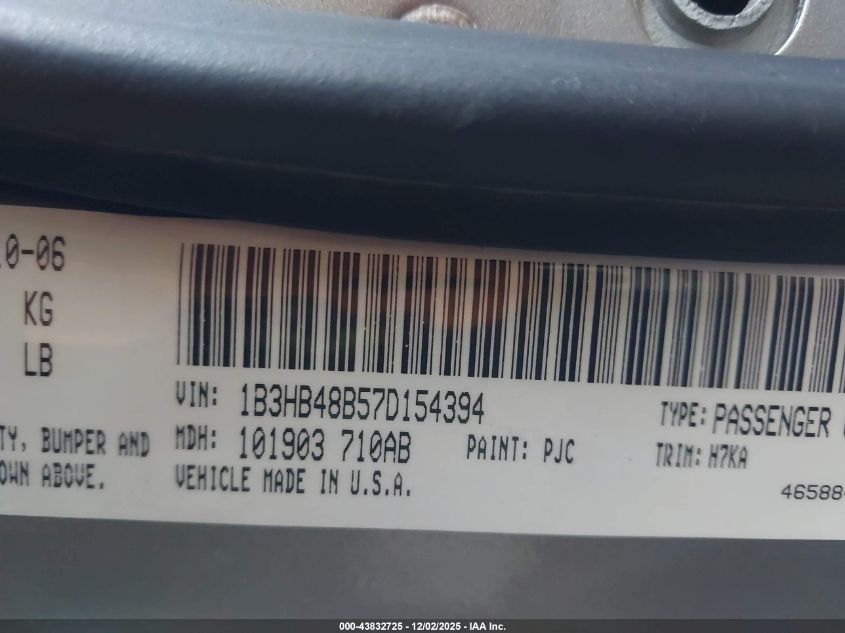 0-06
KG
LB
VIN: 1B3HB48B57D154394
TYPE: PASSENGER
TY, BUMPER AND
MDH: 101903 710AB
PAINT: PJC
TRIM: H7KA
OWN ABOVE.
VEHICLE MADE IN U.S.A.
46588
000-43832725 - 12/02/2025 - IAA Inc.